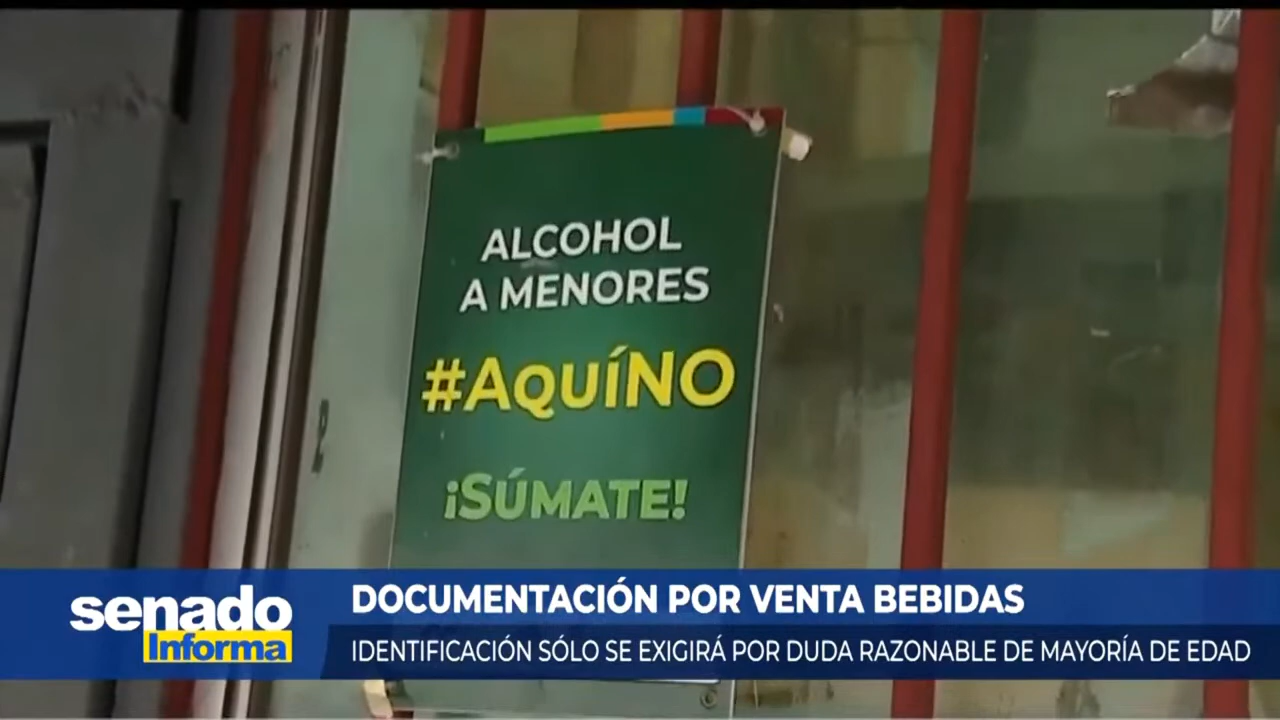 ALCOHOL
A MENORES
#AQUÍNO
¡SÚMATE!
senado
Informa
DOCUMENTACIÓN POR VENTA BEBIDAS
IDENTIFICACIÓN SÓLO SE EXIGIRÁ POR DUDA RAZONABLE DE MAYORÍA DE EDAD